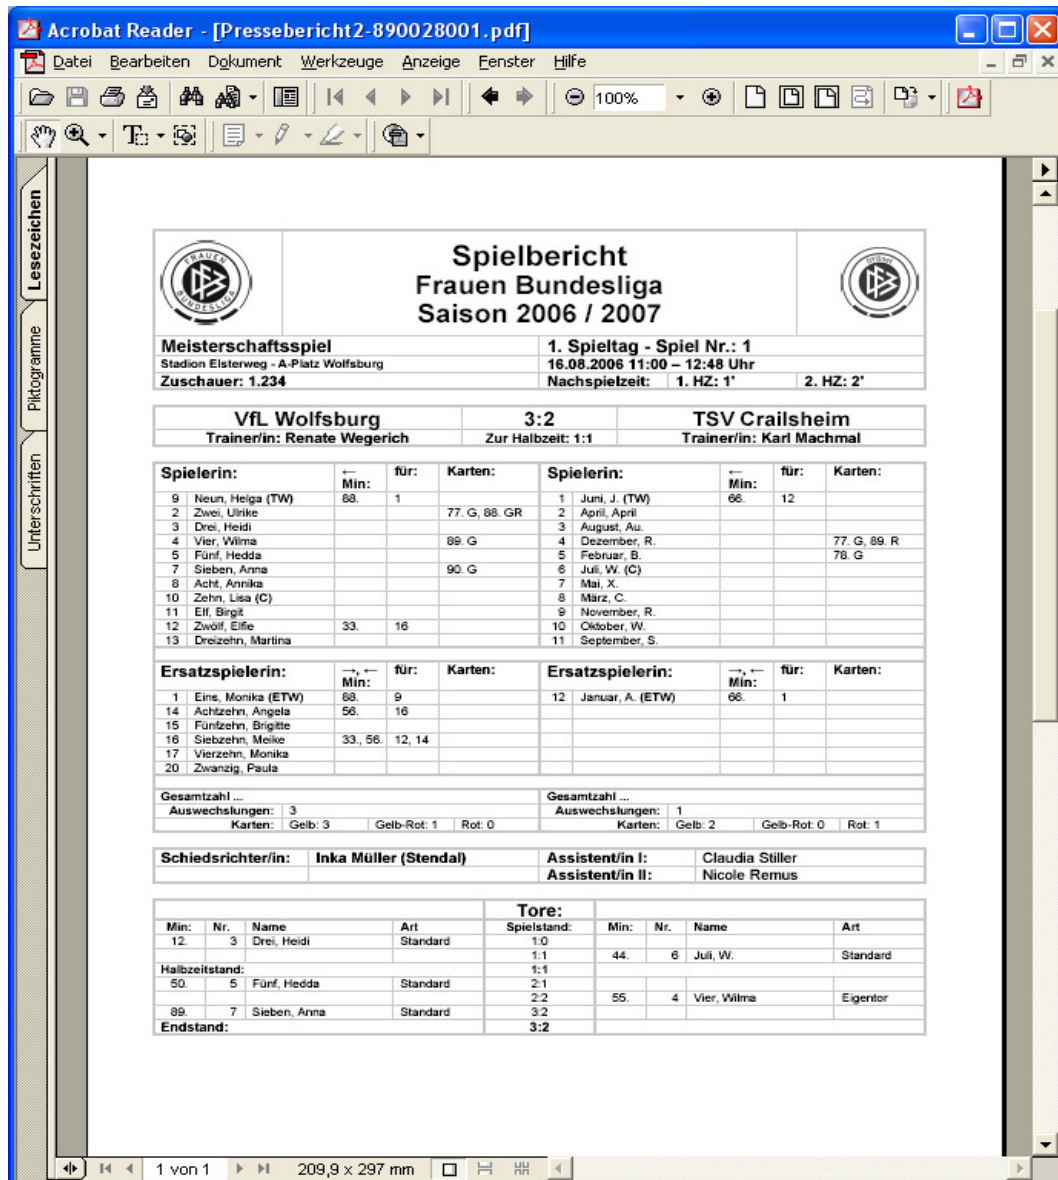 Acrobat Reader - [Pressebericht2-890028001.pdf]
Datei Bearbeiten Dokument Werkzeuge Anzeige Fenster Hilfe
100%
Lesezeichen
Piktogramme
Unterschriften
FRAUEN BUNDESLIGA
Spielbericht
Frauen Bundesliga
Saison 2006 / 2007
Meisterschaftsspiel 1. Spieltag - Spiel Nr.: 1
Stadion Elsterweg - A-Platz Wolfsburg 16.08.2006 11:00 – 12:48 Uhr
Zuschauer: 1.234 Nachspielzeit: 1. HZ: 1' 2. HZ: 2'
VfL Wolfsburg 3:2 TSV Crailsheim
Trainer/in: Renate Wegerich Zur Halbzeit: 1:1 Trainer/in: Karl Machmal
Spielerin: ← Min: für: Karten: Spielerin: ← Min: für: Karten:
9 Neun, Helga (TW) 88. 1 1 Juni, J. (TW) 66. 12
2 Zwei, Ulrike 77. G, 88. GR 2 April, April
3 Drei, Heidi 3 August, Au.
4 Vier, Wilma 89. G 4 Dezember, R. 77. G, 89. R
5 Fünf, Hedda 5 Februar, B. 78. G
7 Sieben, Anna 90. G 6 Juli, W. (C)
8 Acht, Annika 7 Mai, X.
10 Zehn, Lisa (C) 8 März, C.
11 Elf, Birgit 9 November, R.
12 Zwölf, Elfie 33. 16 10 Oktober, W.
13 Dreizehn, Martina 11 September, S.
Ersatzspielerin: →, ← Min: für: Karten: Ersatzspielerin: →, ← Min: für: Karten:
1 Eins, Monika (ETW) 88. 9 12 Januar, A. (ETW) 66. 1
14 Achtzehn, Angela 56. 16
15 Fünfzehn, Brigitte
16 Siebzehn, Meike 33., 56. 12, 14
17 Vierzehn, Monika
20 Zwanzig, Paula
Gesamtzahl ... Gesamtzahl ...
Auswechslungen: 3 Auswechslungen: 1
Karten: Gelb: 3 Gelb-Rot: 1 Rot: 0 Karten: Gelb: 2 Gelb-Rot: 0 Rot: 1
Schiedsrichter/in: Inka Müller (Stendal) Assistent/in I: Claudia Stiller
Assistent/in II: Nicole Remus
Tore:
Min: Nr. Name Art Spielstand: Min: Nr. Name Art
12. 3 Drei, Heidi Standard 1:0
1:1 44. 6 Juli, W. Standard
Halbzeitstand: 1:1
50. 5 Fünf, Hedda Standard 2:1
2:2 55. 4 Vier, Wilma Eigentor
89. 7 Sieben, Anna Standard 3:2
Endstand: 3:2
1 von 1 209,9 x 297 mm